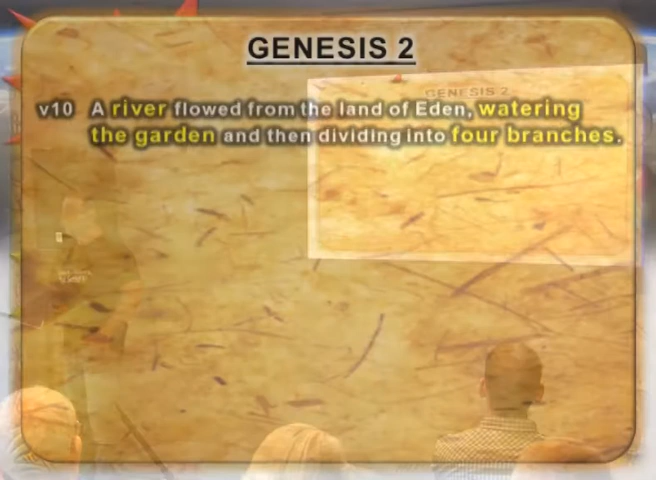 GENESIS 2
GENESIS 2
v10 A river flowed from the land of Eden, watering
the garden and then dividing into four branches.